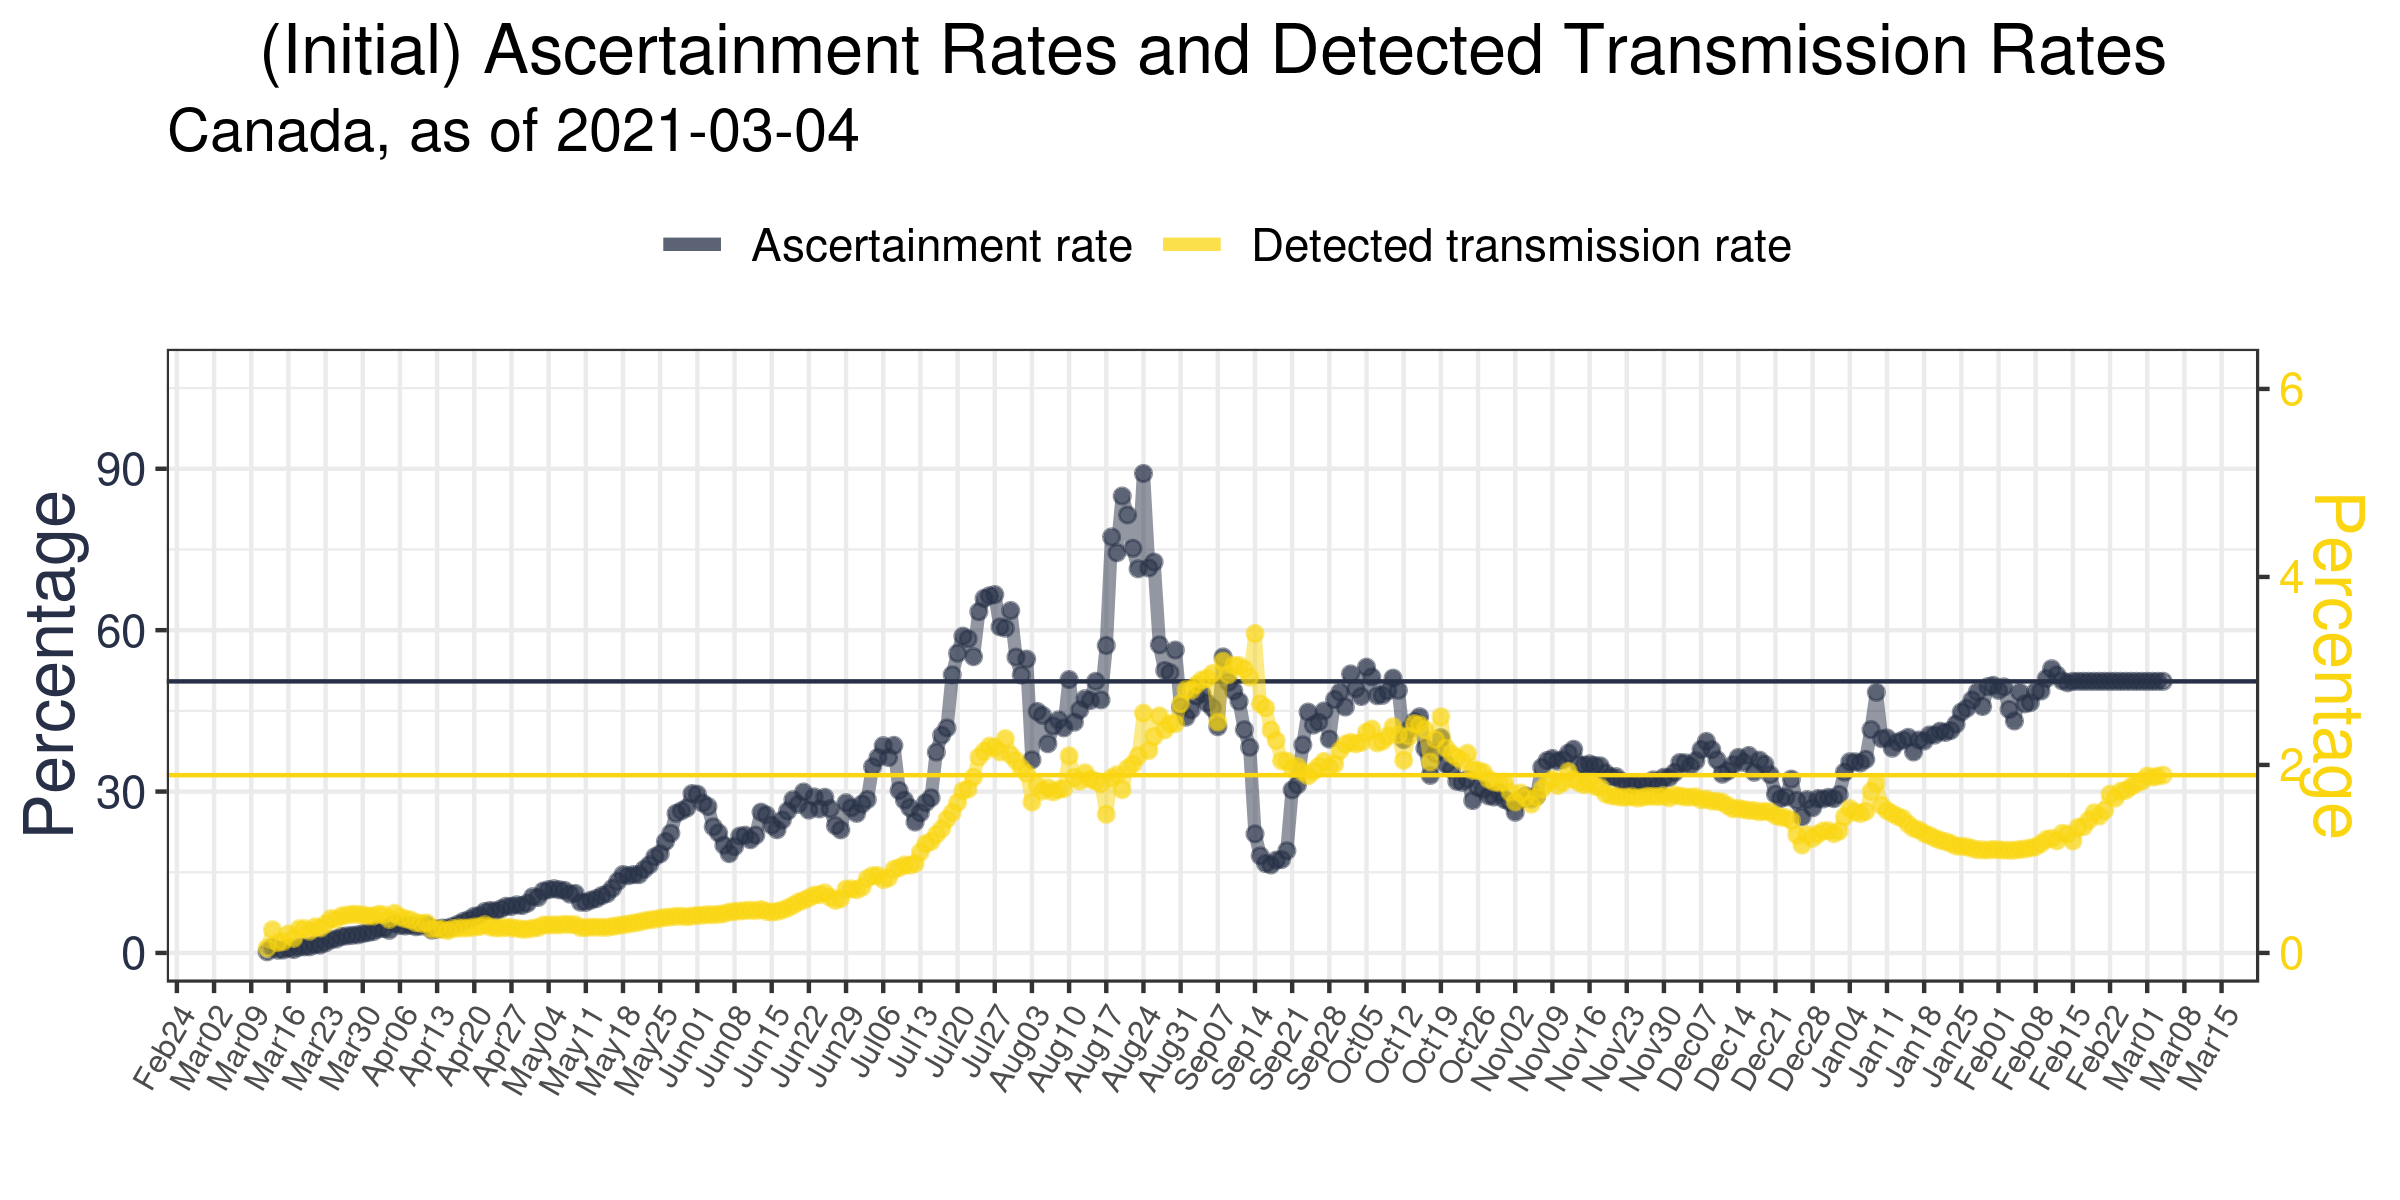 (Initial) Ascertainment Rates and Detected Transmission Rates
Canada, as of 2021-03-04
Ascertainment rate
Detected transmission rate
Percentage
90
60
30
0
6
4
2
0
Percentage
Feb24
Mar02
Mar09
Mar16
Mar23
Mar30
Apr06
Apr13
Apr20
Apr27
May04
May11
May18
May25
Jun01
Jun08
Jun15
Jun22
Jun29
Jul06
Jul13
Jul20
Jul27
Aug03
Aug10
Aug17
Aug24
Aug31
Sep07
Sep14
Sep21
Sep28
Oct05
Oct12
Oct19
Oct26
Nov02
Nov09
Nov16
Nov23
Nov30
Dec07
Dec14
Dec21
Dec28
Jan04
Jan11
Jan18
Jan25
Feb01
Feb08
Feb15
Feb22
Mar01
Mar08
Mar15